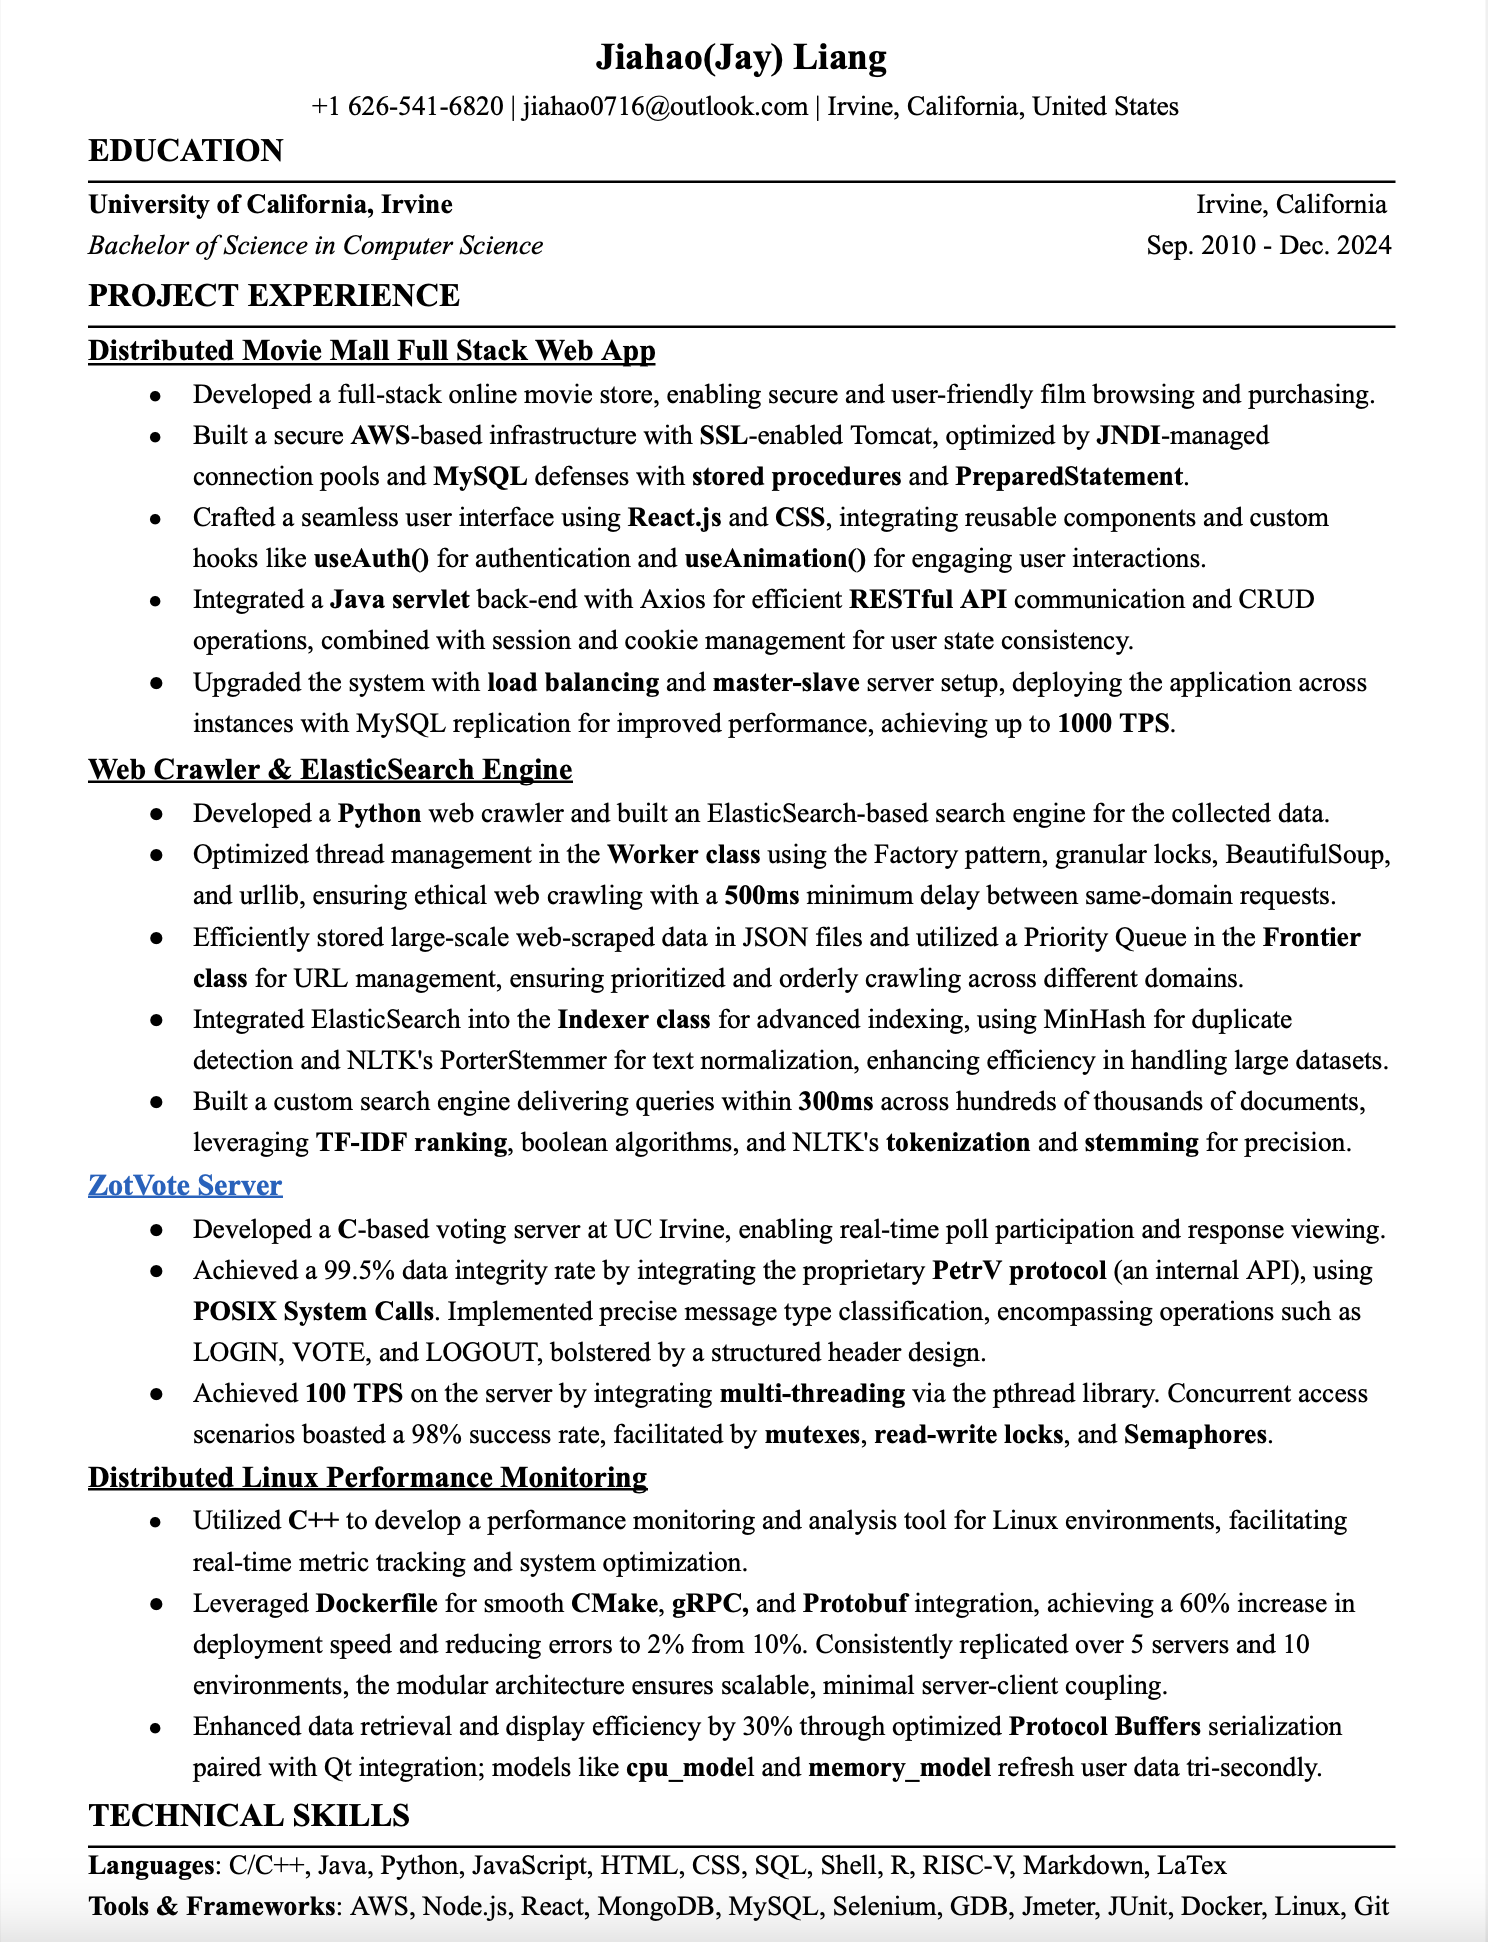 Jiahao(Jay) Liang
+1 626-541-6820 | jiahao0716@outlook.com | Irvine, California, United States
EDUCATION
University of California, Irvine Irvine, California
Bachelor of Science in Computer Science Sep. 2010 - Dec. 2024
PROJECT EXPERIENCE
Distributed Movie Mall Full Stack Web App
● Developed a full-stack online movie store, enabling secure and user-friendly film browsing and purchasing.
● Built a secure AWS-based infrastructure with SSL-enabled Tomcat, optimized by JNDI-managed
connection pools and MySQL defenses with stored procedures and PreparedStatement.
● Crafted a seamless user interface using React.js and CSS, integrating reusable components and custom
hooks like useAuth() for authentication and useAnimation() for engaging user interactions.
● Integrated a Java servlet back-end with Axios for efficient RESTful API communication and CRUD
operations, combined with session and cookie management for user state consistency.
● Upgraded the system with load balancing and master-slave server setup, deploying the application across
instances with MySQL replication for improved performance, achieving up to 1000 TPS.
Web Crawler & ElasticSearch Engine
● Developed a Python web crawler and built an ElasticSearch-based search engine for the collected data.
● Optimized thread management in the Worker class using the Factory pattern, granular locks, BeautifulSoup,
and urllib, ensuring ethical web crawling with a 500ms minimum delay between same-domain requests.
● Efficiently stored large-scale web-scraped data in JSON files and utilized a Priority Queue in the Frontier
class for URL management, ensuring prioritized and orderly crawling across different domains.
● Integrated ElasticSearch into the Indexer class for advanced indexing, using MinHash for duplicate
detection and NLTK's PorterStemmer for text normalization, enhancing efficiency in handling large datasets.
● Built a custom search engine delivering queries within 300ms across hundreds of thousands of documents,
leveraging TF-IDF ranking, boolean algorithms, and NLTK's tokenization and stemming for precision.
ZotVote Server
● Developed a C-based voting server at UC Irvine, enabling real-time poll participation and response viewing.
● Achieved a 99.5% data integrity rate by integrating the proprietary PetrV protocol (an internal API), using
POSIX System Calls. Implemented precise message type classification, encompassing operations such as
LOGIN, VOTE, and LOGOUT, bolstered by a structured header design.
● Achieved 100 TPS on the server by integrating multi-threading via the pthread library. Concurrent access
scenarios boasted a 98% success rate, facilitated by mutexes, read-write locks, and Semaphores.
Distributed Linux Performance Monitoring
● Utilized C++ to develop a performance monitoring and analysis tool for Linux environments, facilitating
real-time metric tracking and system optimization.
● Leveraged Dockerfile for smooth CMake, gRPC, and Protobuf integration, achieving a 60% increase in
deployment speed and reducing errors to 2% from 10%. Consistently replicated over 5 servers and 10
environments, the modular architecture ensures scalable, minimal server-client coupling.
● Enhanced data retrieval and display efficiency by 30% through optimized Protocol Buffers serialization
paired with Qt integration; models like cpu_model and memory_model refresh user data tri-secondly.
TECHNICAL SKILLS
Languages: C/C++, Java, Python, JavaScript, HTML, CSS, SQL, Shell, R, RISC-V, Markdown, LaTex
Tools & Frameworks: AWS, Node.js, React, MongoDB, MySQL, Selenium, GDB, Jmeter, JUnit, Docker, Linux, Git